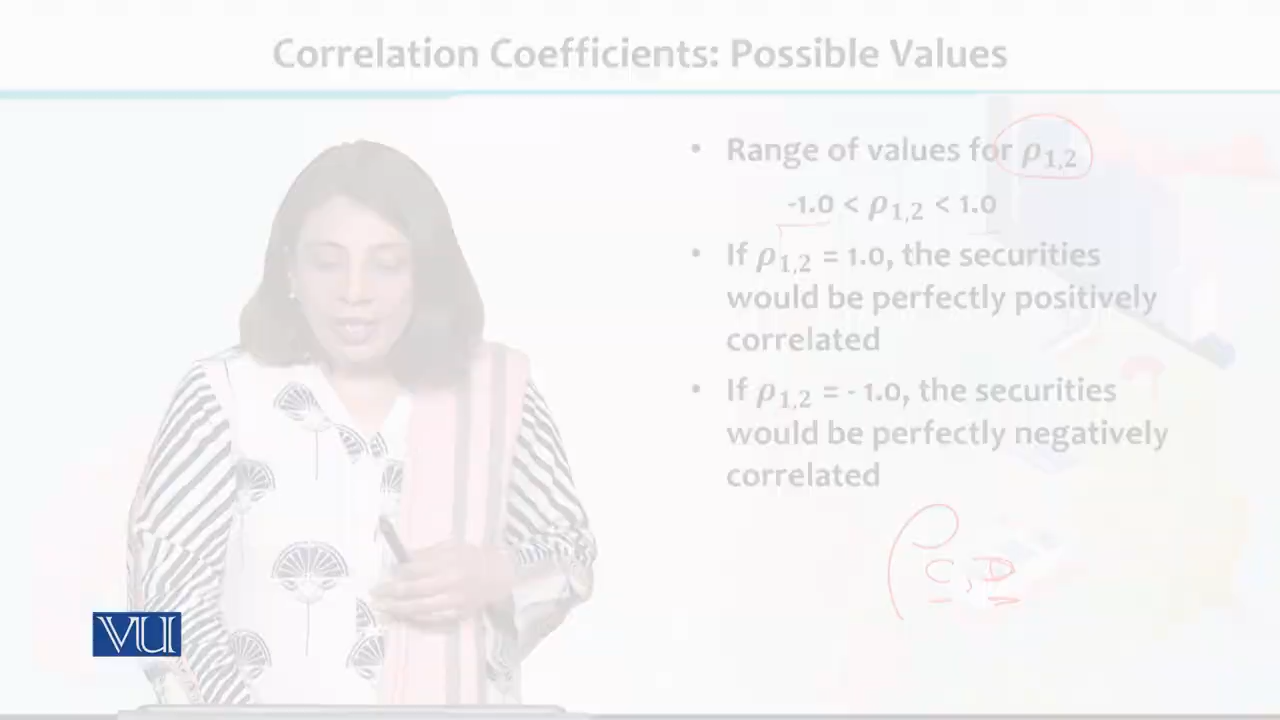 Correlation Coefficients: Possible Values
• Range of values for ρ1,2
-1.0 < ρ1,2 < 1.0
• If ρ1,2 = 1.0, the securities
would be perfectly positively
correlated
• If ρ1,2 = - 1.0, the securities
would be perfectly negatively
correlated
ρ C, D
VU